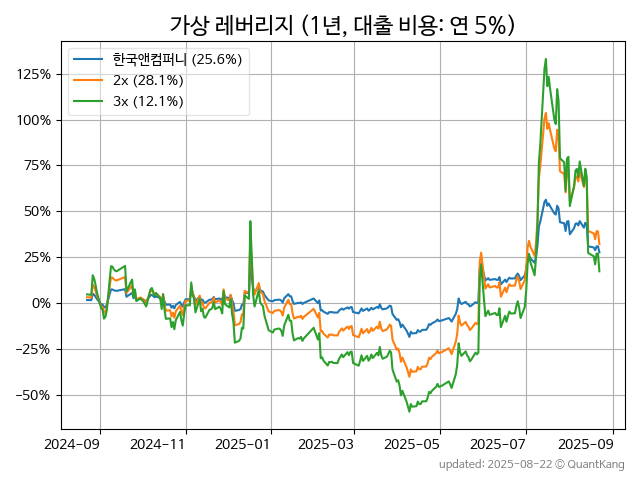 가상 레버리지 (1년, 대출 비용: 연 5%)
한국앤컴퍼니 (25.6%)
2x (28.1%)
3x (12.1%)
125%
100%
75%
50%
25%
0%
−25%
−50%
2024-09 2024-11 2025-01 2025-03 2025-05 2025-07 2025-09
updated: 2025-08-22 © QuantKang